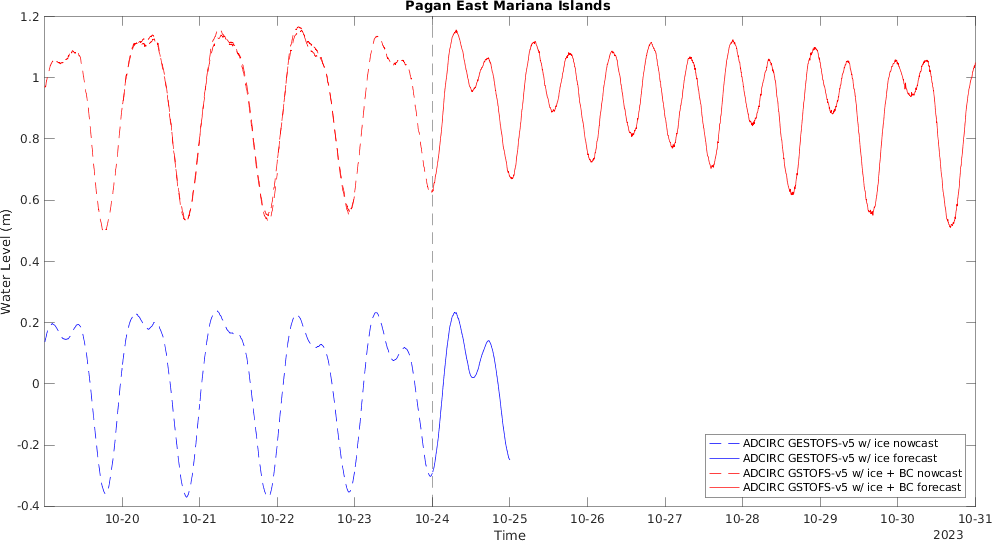 Pagan East Mariana Islands
1.2
1
0.8
0.6
0.4
0.2
0
-0.2
-0.4
Water Level (m)
ADCIRC GESTOFS-v5 w/ ice nowcast
ADCIRC GESTOFS-v5 w/ ice forecast
ADCIRC GSTOFS-v5 w/ ice + BC nowcast
ADCIRC GSTOFS-v5 w/ ice + BC forecast
10-20 10-21 10-22 10-23 10-24 10-25 10-26 10-27 10-28 10-29 10-30 10-31
Time
2023